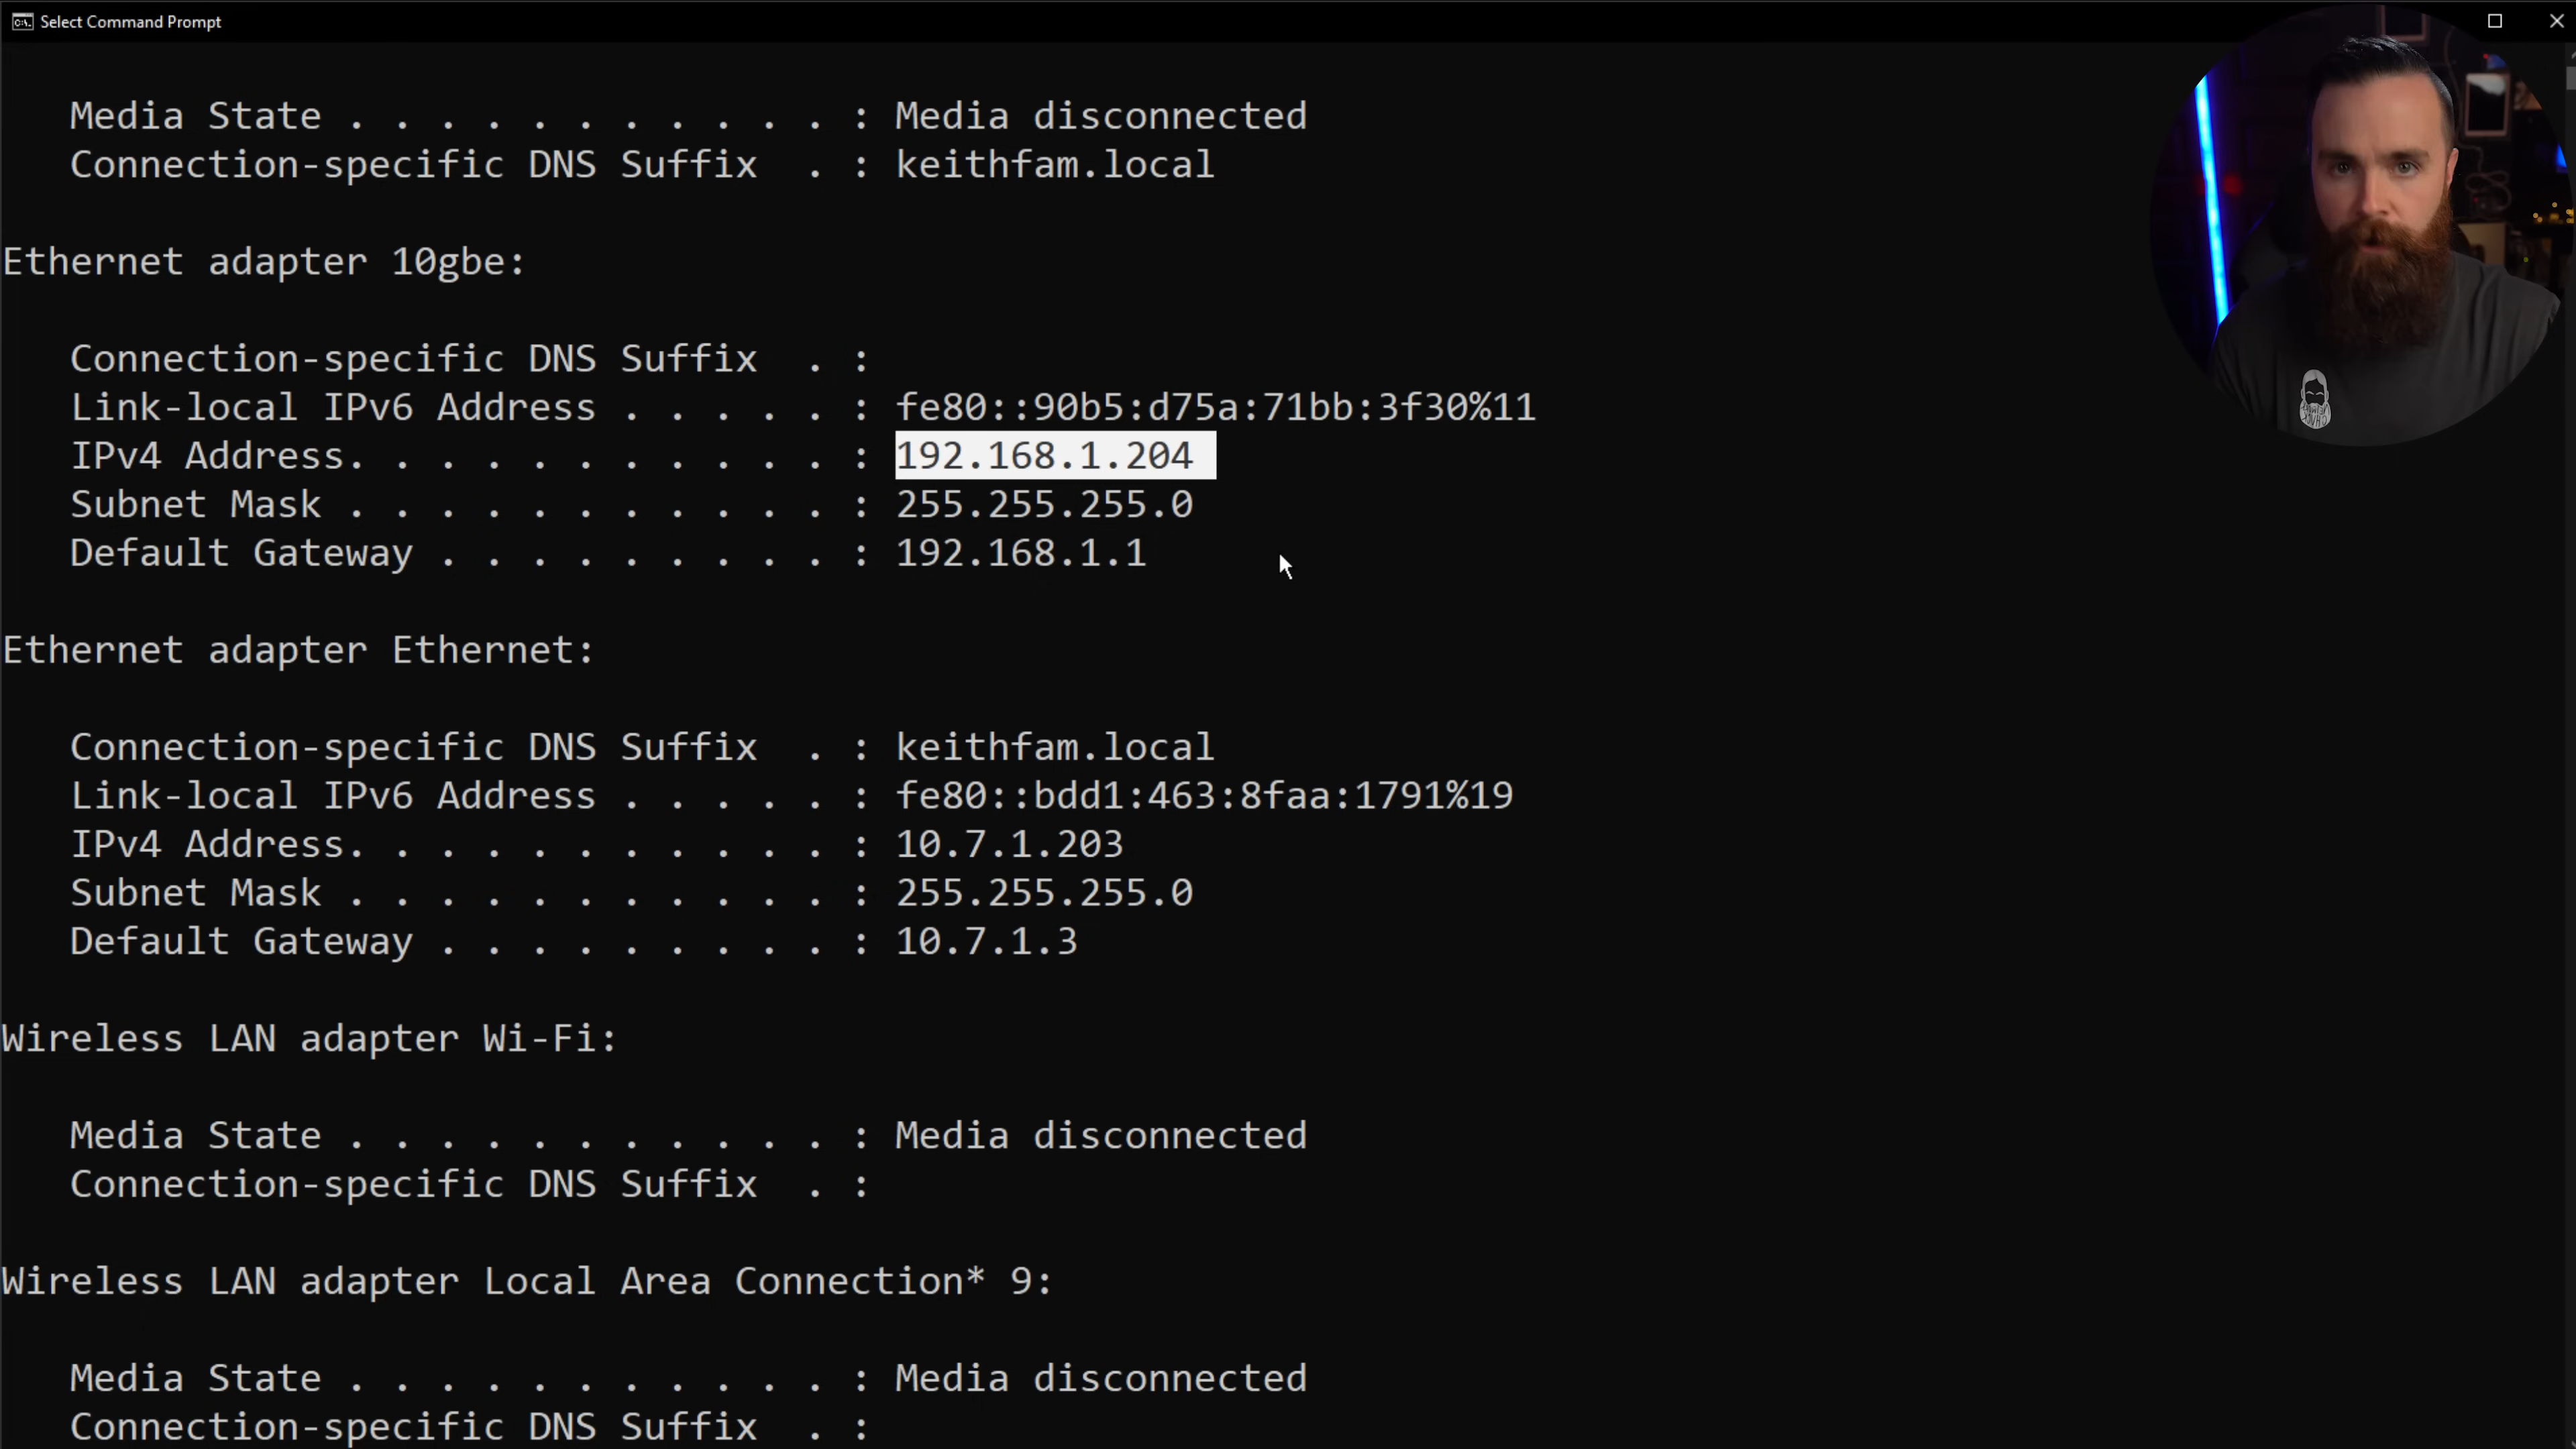 Select Command Prompt
Media State . . . . . . . . . . . : Media disconnected
Connection-specific DNS Suffix . : keithfam.local
Ethernet adapter 10gbe:
Connection-specific DNS Suffix . :
Link-local IPv6 Address . . . . . : fe80::90b5:d75a:71bb:3f30%11
IPv4 Address. . . . . . . . . . . : 192.168.1.204
Subnet Mask . . . . . . . . . . . : 255.255.255.0
Default Gateway . . . . . . . . . : 192.168.1.1
Ethernet adapter Ethernet:
Connection-specific DNS Suffix . : keithfam.local
Link-local IPv6 Address . . . . . : fe80::bdd1:463:8faa:1791%19
IPv4 Address. . . . . . . . . . . : 10.7.1.203
Subnet Mask . . . . . . . . . . . : 255.255.255.0
Default Gateway . . . . . . . . . : 10.7.1.3
Wireless LAN adapter Wi-Fi:
Media State . . . . . . . . . . . : Media disconnected
Connection-specific DNS Suffix . :
Wireless LAN adapter Local Area Connection* 9:
Media State . . . . . . . . . . . : Media disconnected
Connection-specific DNS Suffix . :